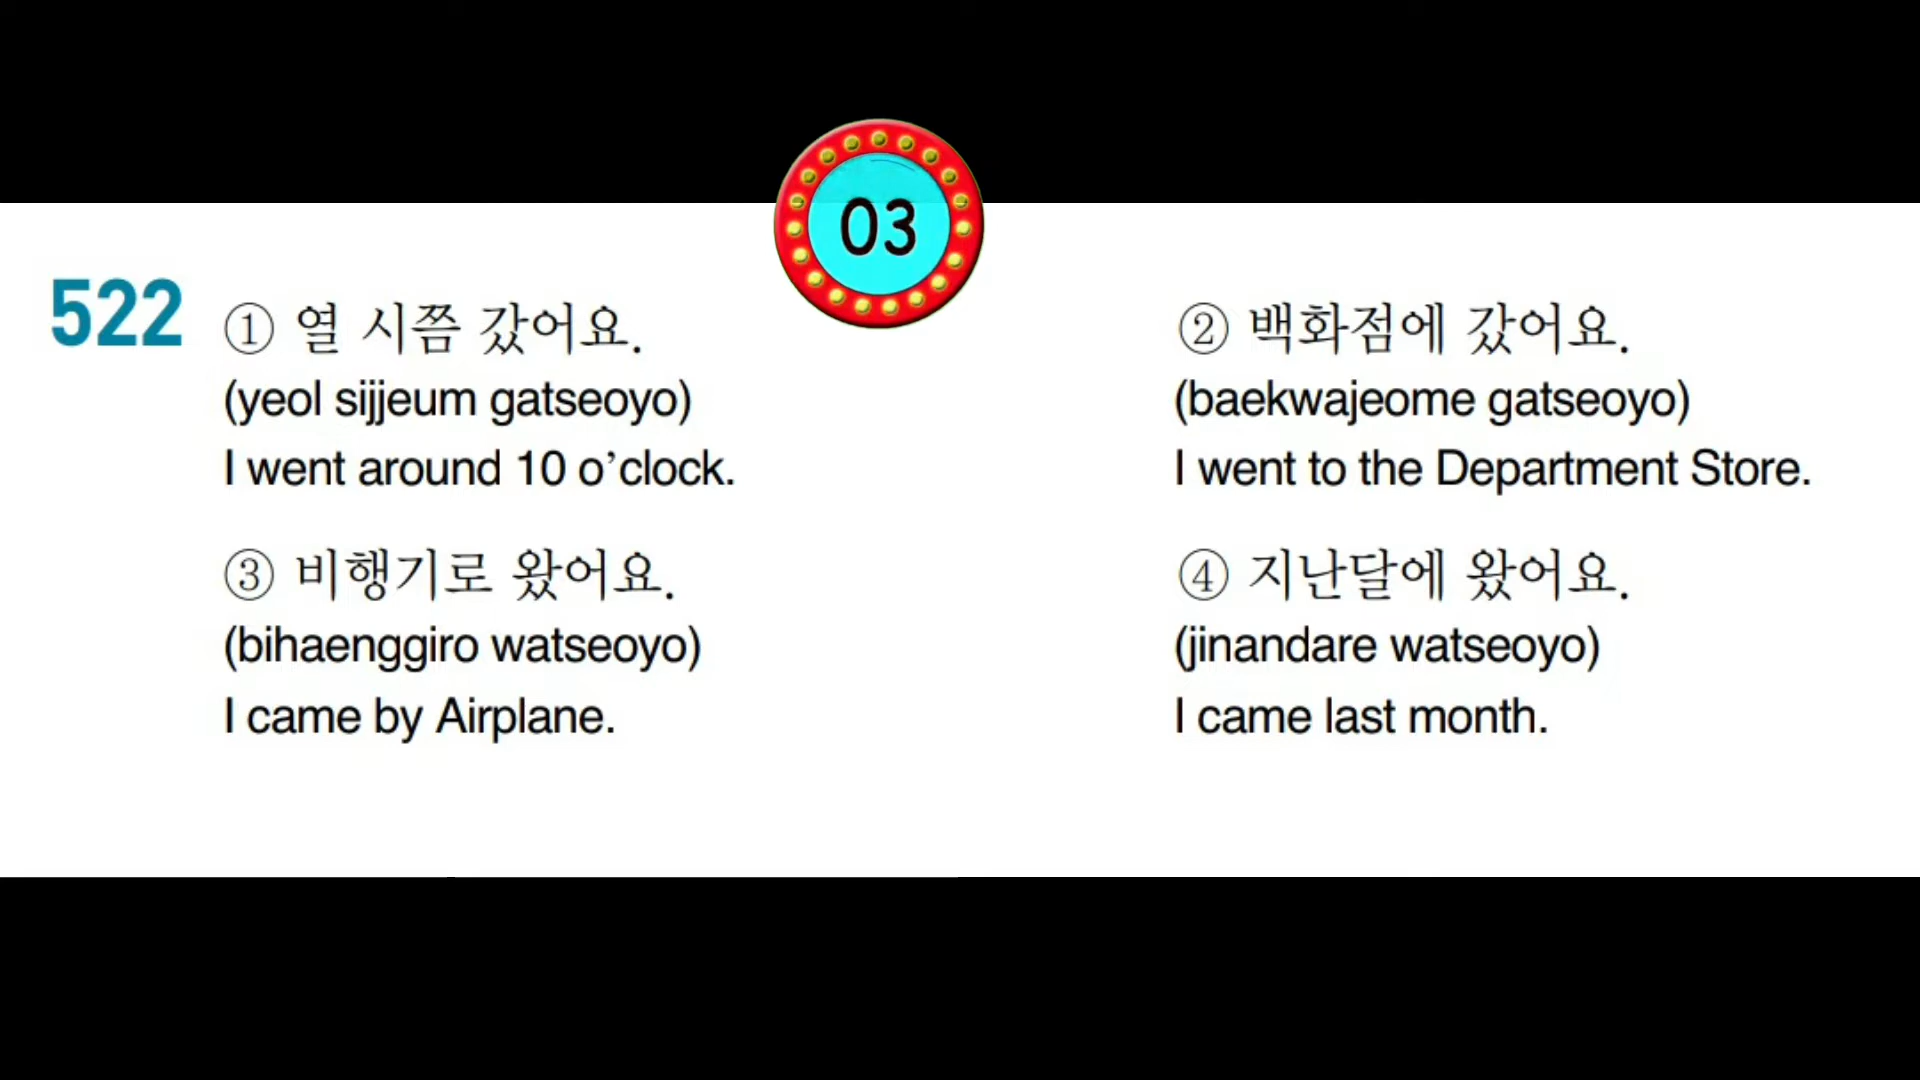 03
522
① 열 시쯤 갔어요.
(yeol sijjeum gatseoyo)
I went around 10 o’clock.
② 백화점에 갔어요.
(baekwajeome gatseoyo)
I went to the Department Store.
③ 비행기로 왔어요.
(bihaenggiro watseoyo)
I came by Airplane.
④ 지난달에 왔어요.
(jinandare watseoyo)
I came last month.